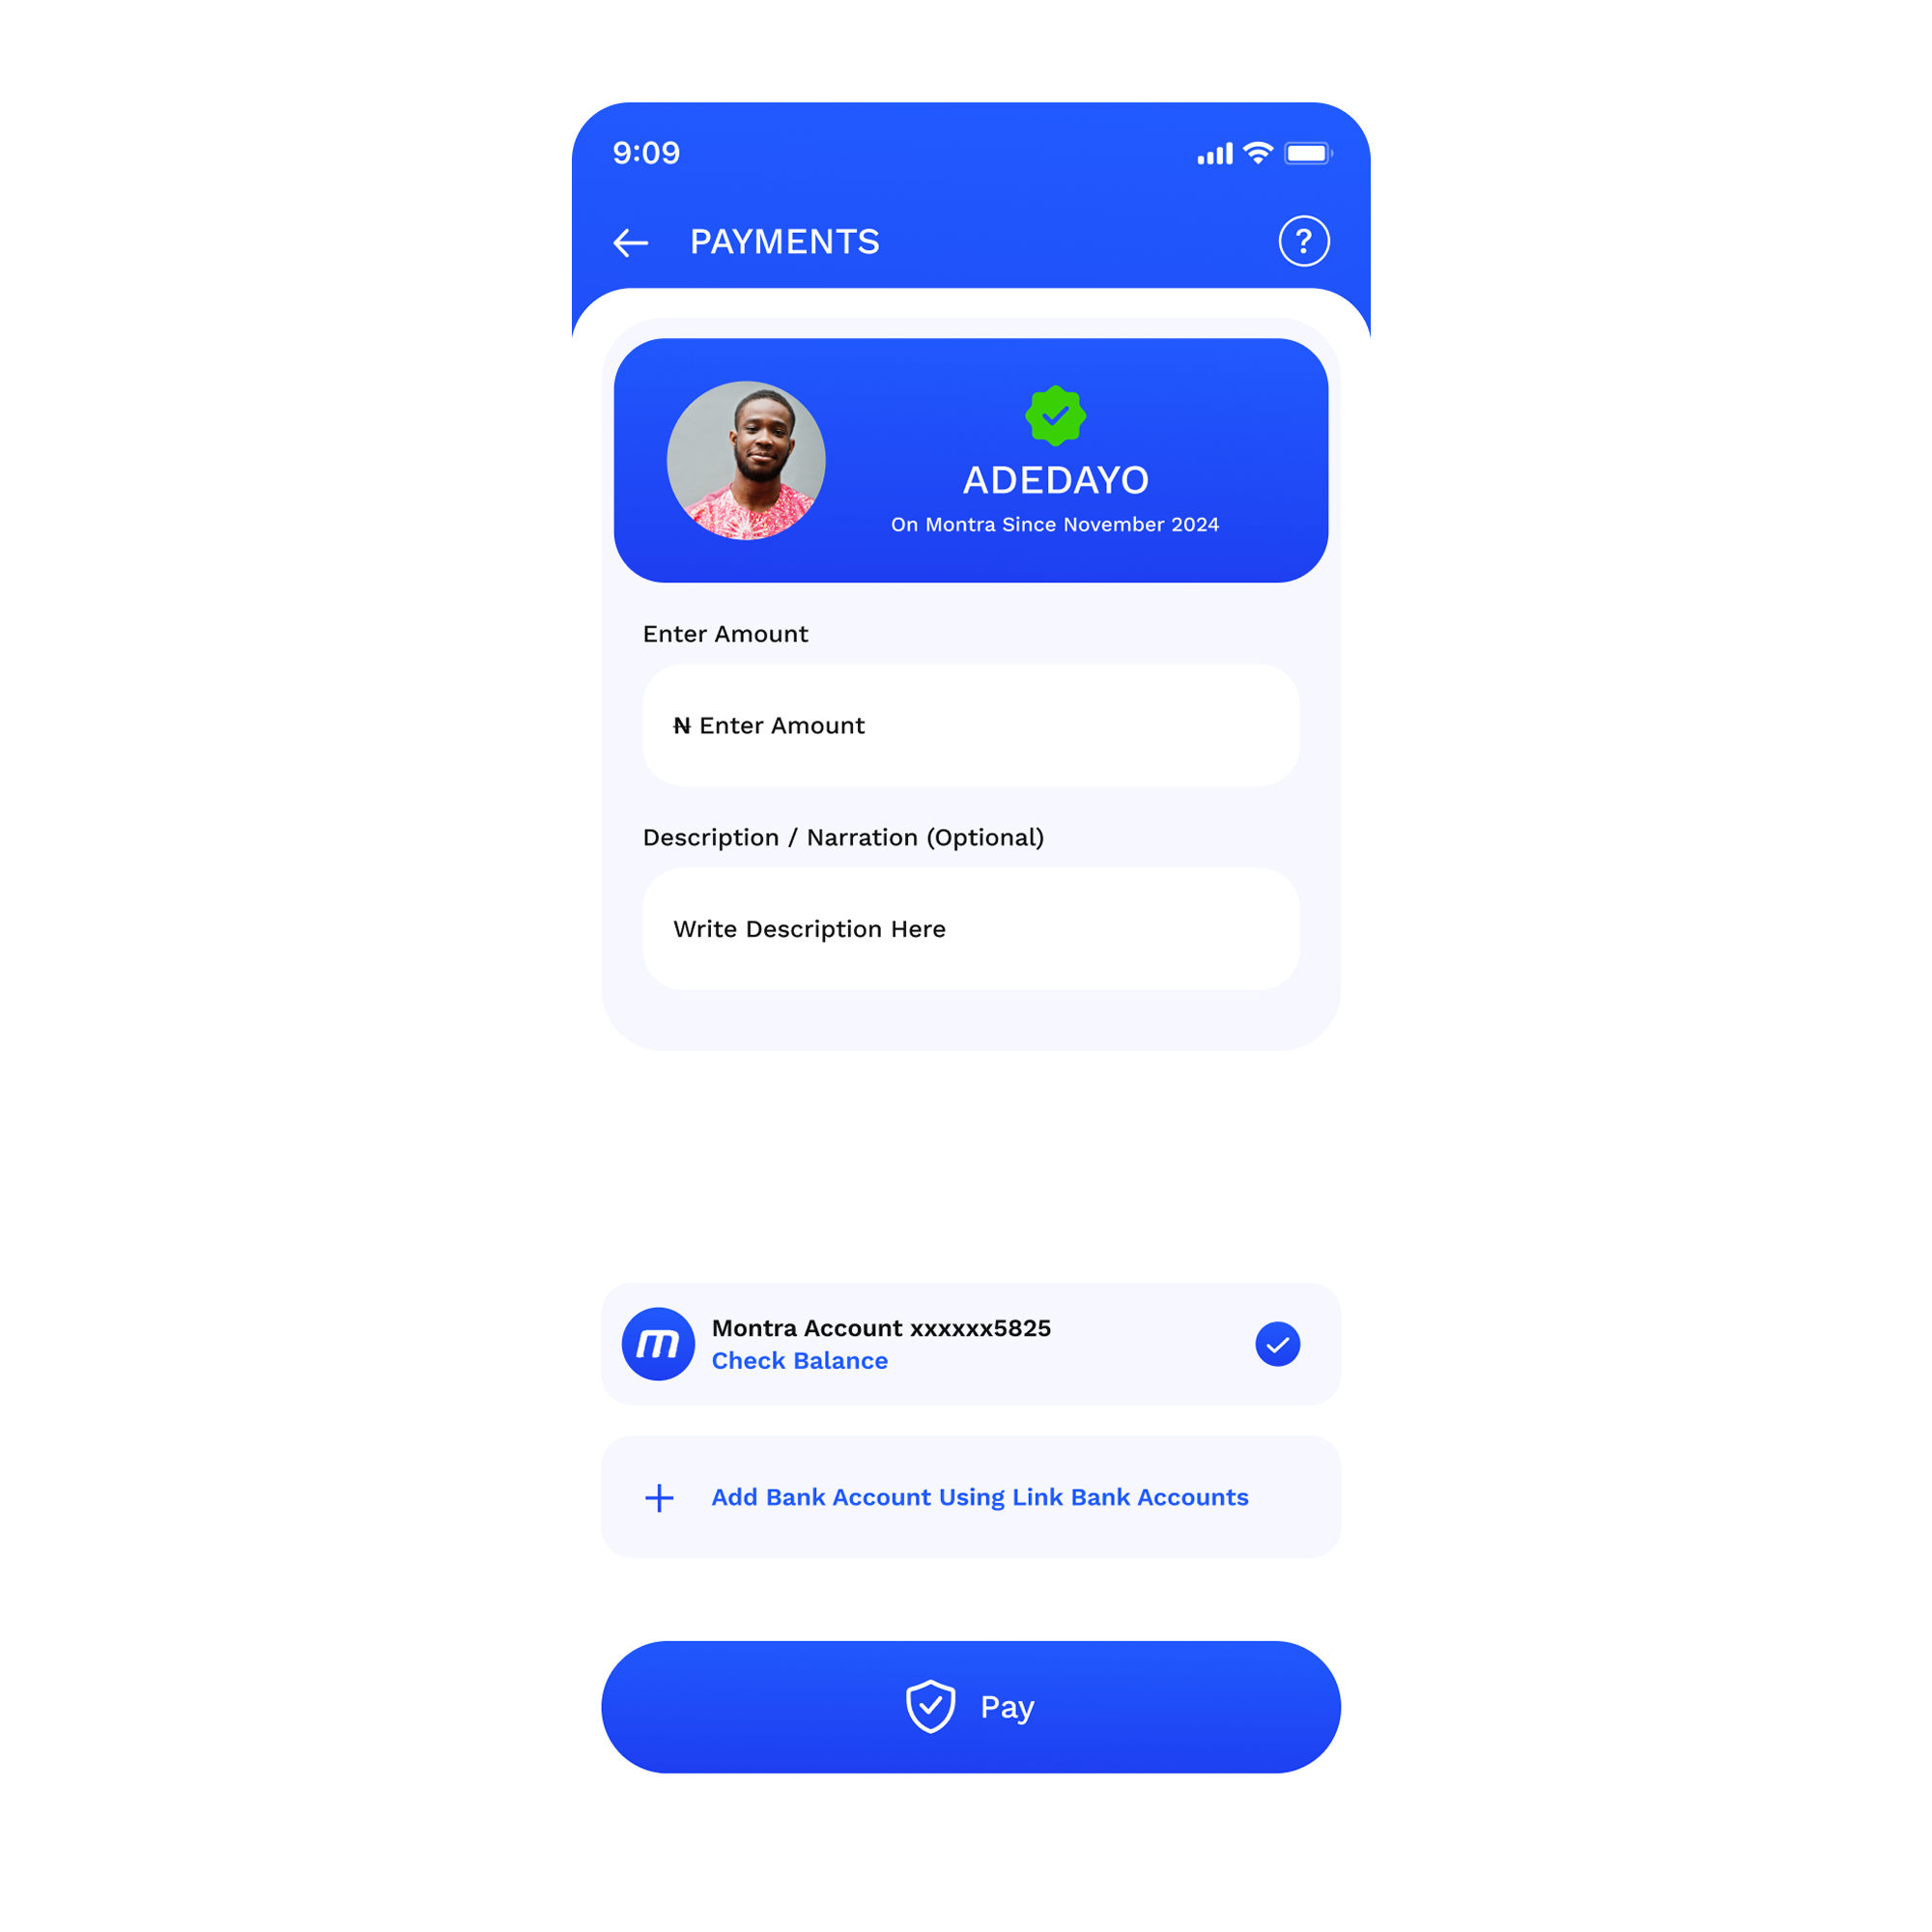 9:09
PAYMENTS
?
ADEDAYO
On Montra Since November 2024
Enter Amount
₦ Enter Amount
Description / Narration (Optional)
Write Description Here
m
Montra Account xxxxxx5825
Check Balance
+ Add Bank Account Using Link Bank Accounts
Pay